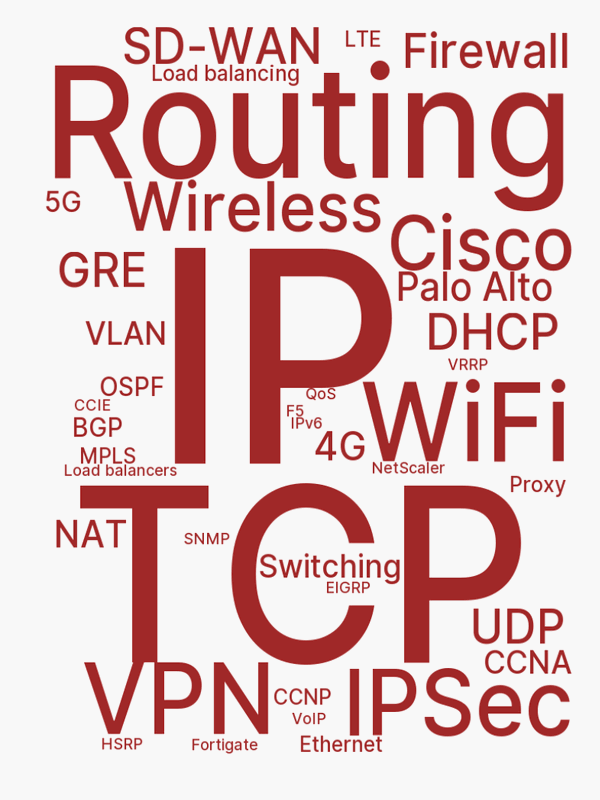 SD-WAN
LTE
Firewall
Load balancing
Routing
5G
Wireless
Cisco
GRE
IP
Palo Alto
DHCP
VLAN
VRRP
OSPF
QoS
WiFi
CCIE
F5
IPv6
BGP
4G
MPLS
NetScaler
Load balancers
Proxy
TCP
NAT
SNMP
Switching
EIGRP
UDP
CCNA
VPN
CCNP
IPSec
VoIP
HSRP
Fortigate
Ethernet